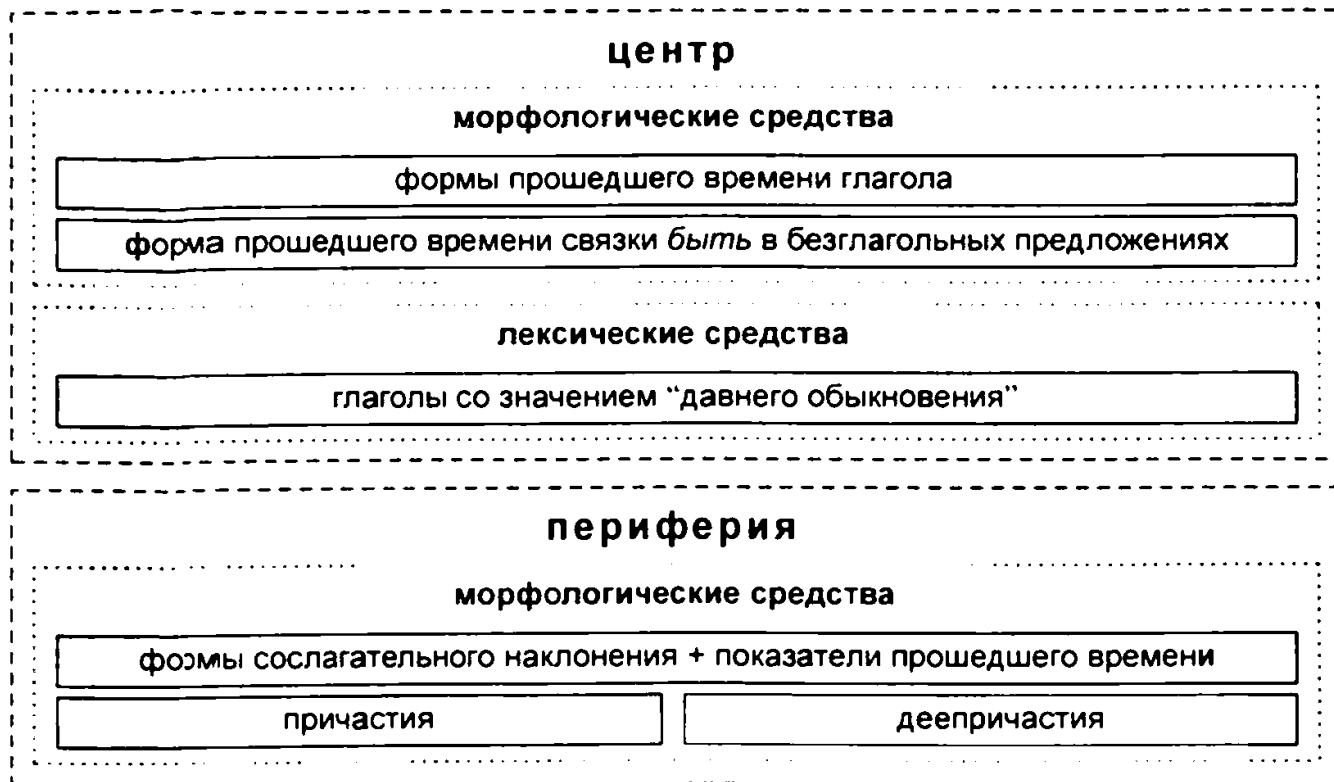 центр
морфологические средства
формы прошедшего времени глагола
форма прошедшего времени связки быть в безглагольных предложениях
лексические средства
глаголы со значением “давнего обыкновения”
периферия
морфологические средства
формы сослагательного наклонения + показатели прошедшего времени
причастия
деепричастия